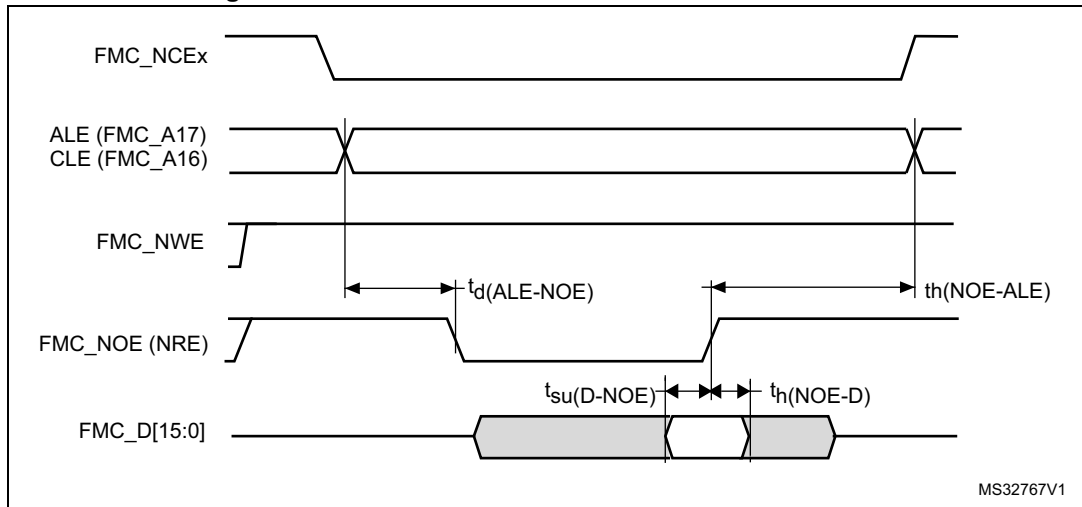 FMC_NCEx
ALE (FMC_A17)
CLE (FMC_A16)
FMC_NWE
td(ALE-NOE)
th(NOE-ALE)
FMC_NOE (NRE)
tsu(D-NOE)
th(NOE-D)
FMC_D[15:0]
MS32767V1